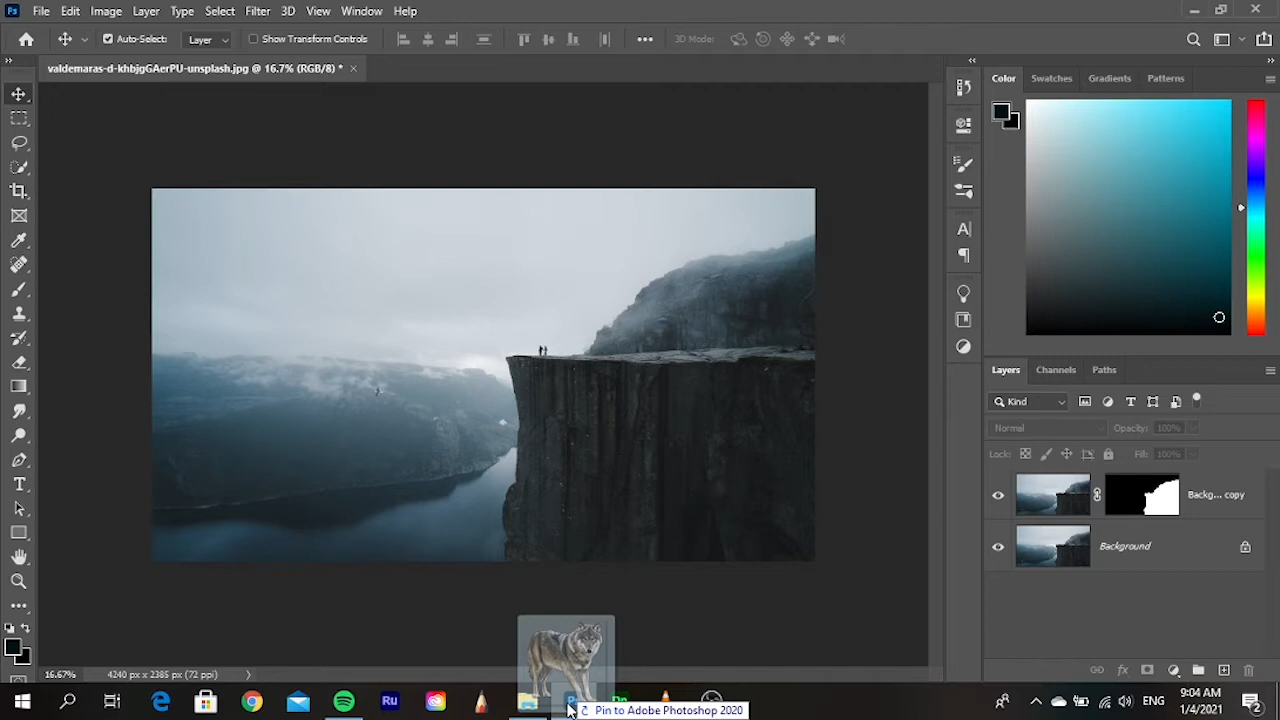 Ps File Edit Image Layer Type Select Filter 3D View Window Help
Auto-Select: Layer Show Transform Controls 3D Mode:
valdemaras-d-khbjgGAerPU-unsplash.jpg @ 16.7% (RGB/8) *
Color Swatches Gradients Patterns
Layers Channels Paths
Kind
Normal Opacity: 100%
Lock: Fill: 100%
Backg... copy
Background
16.67% 4240 px x 2385 px (72 ppi)
Ru
ENG
9:04 AM
1/4/2021
2
Pin to Adobe Photoshop 2020